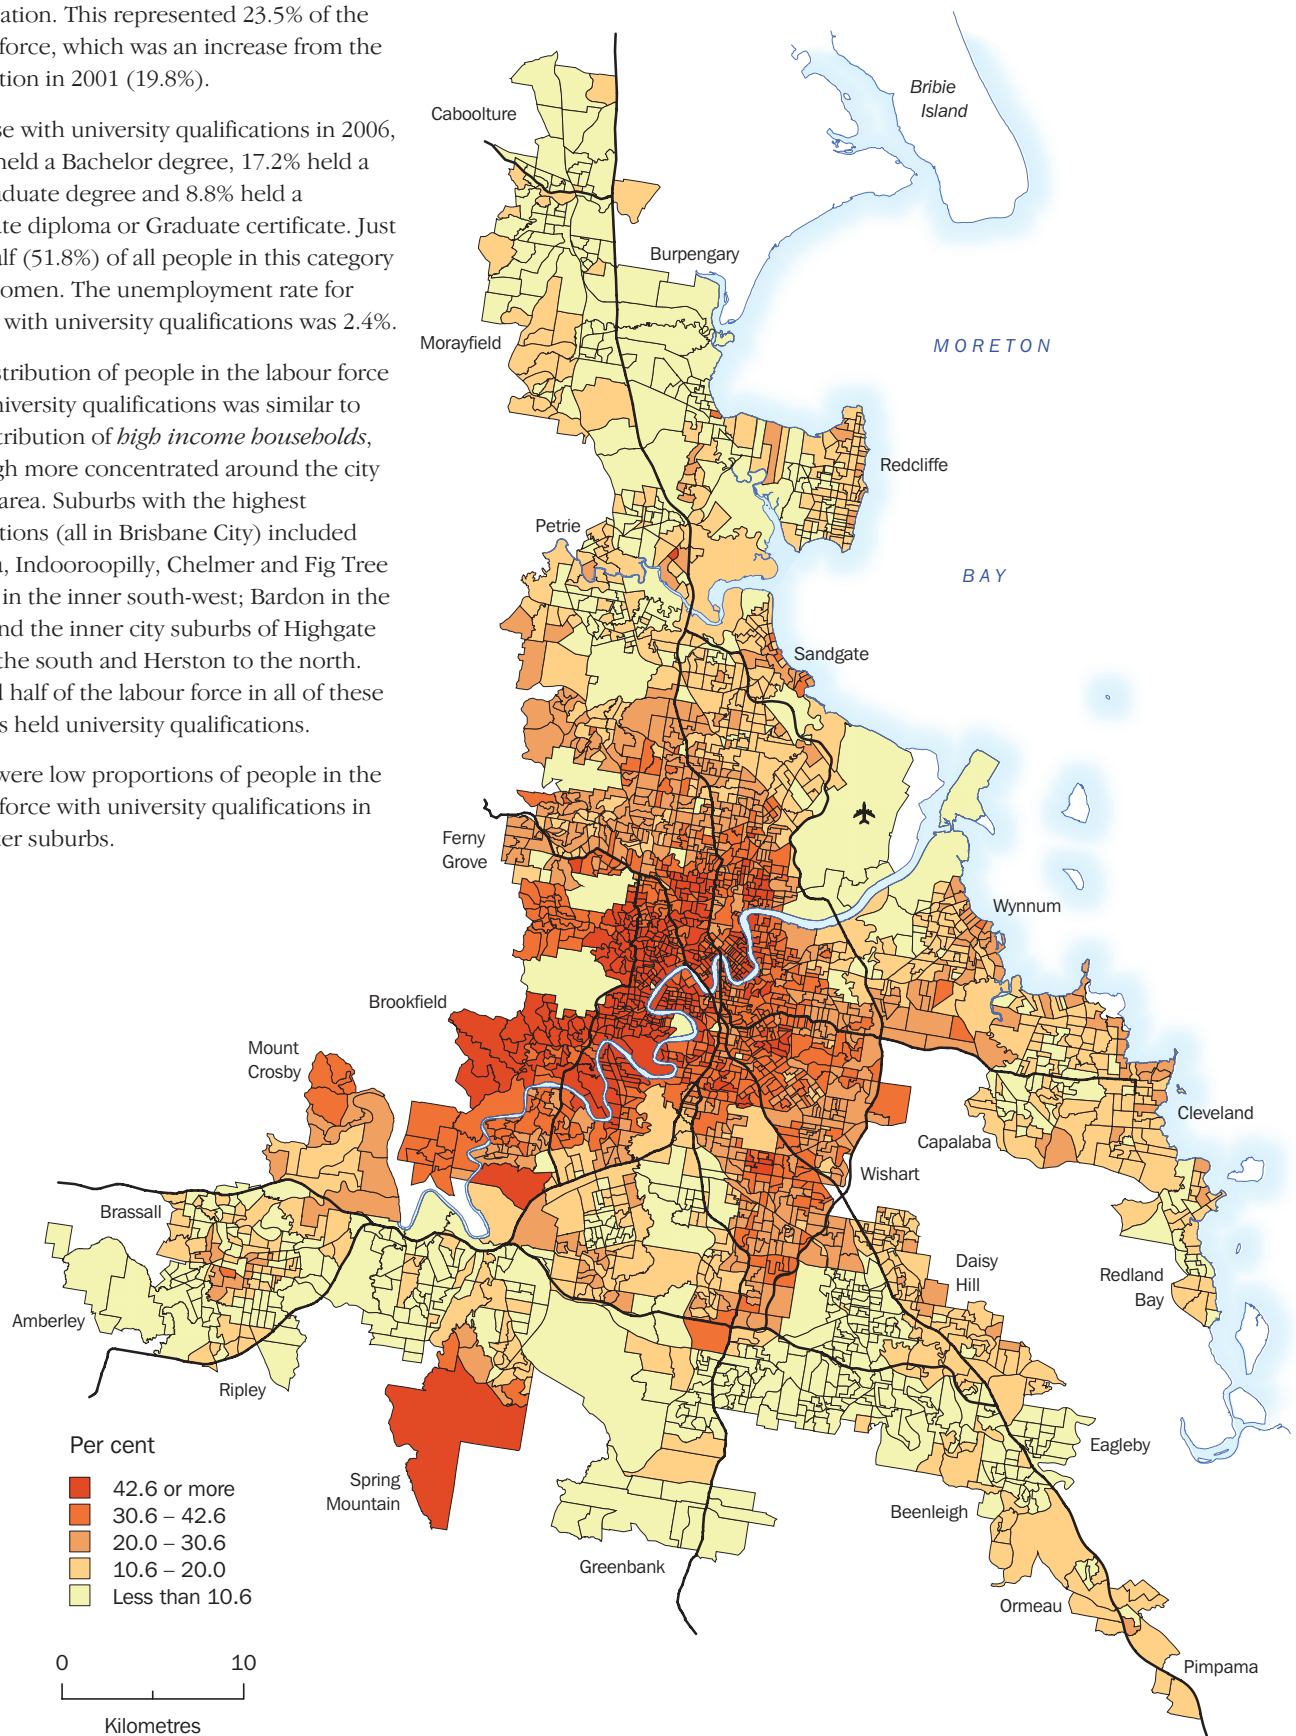 ation. This represented 23.5% of the
force, which was an increase from the
tion in 2001 (19.8%).
se with university qualifications in 2006,
held a Bachelor degree, 17.2% held a
aduate degree and 8.8% held a
ate diploma or Graduate certificate. Just
alf (51.8%) of all people in this category
women. The unemployment rate for
with university qualifications was 2.4%.
stribution of people in the labour force
niversity qualifications was similar to
tribution of high income households,
gh more concentrated around the city
area. Suburbs with the highest
tions (all in Brisbane City) included
a, Indooroopilly, Chelmer and Fig Tree
in the inner south-west; Bardon in the
nd the inner city suburbs of Highgate
the south and Herston to the north.
d half of the labour force in all of these
s held university qualifications.
were low proportions of people in the
force with university qualifications in
ter suburbs.
Caboolture
Bribie
Island
Burpengary
Morayfield
MORETON
Redcliffe
Petrie
BAY
Sandgate
Ferny
Grove
Wynnum
Brookfield
Mount
Crosby
Cleveland
Capalaba
Wishart
Brassall
Daisy
Hill
Redland
Bay
Amberley
Ripley
Eagleby
Spring
Mountain
Beenleigh
Greenbank
Ormeau
Pimpama
Per cent
42.6 or more
30.6 – 42.6
20.0 – 30.6
10.6 – 20.0
Less than 10.6
0 10
Kilometres